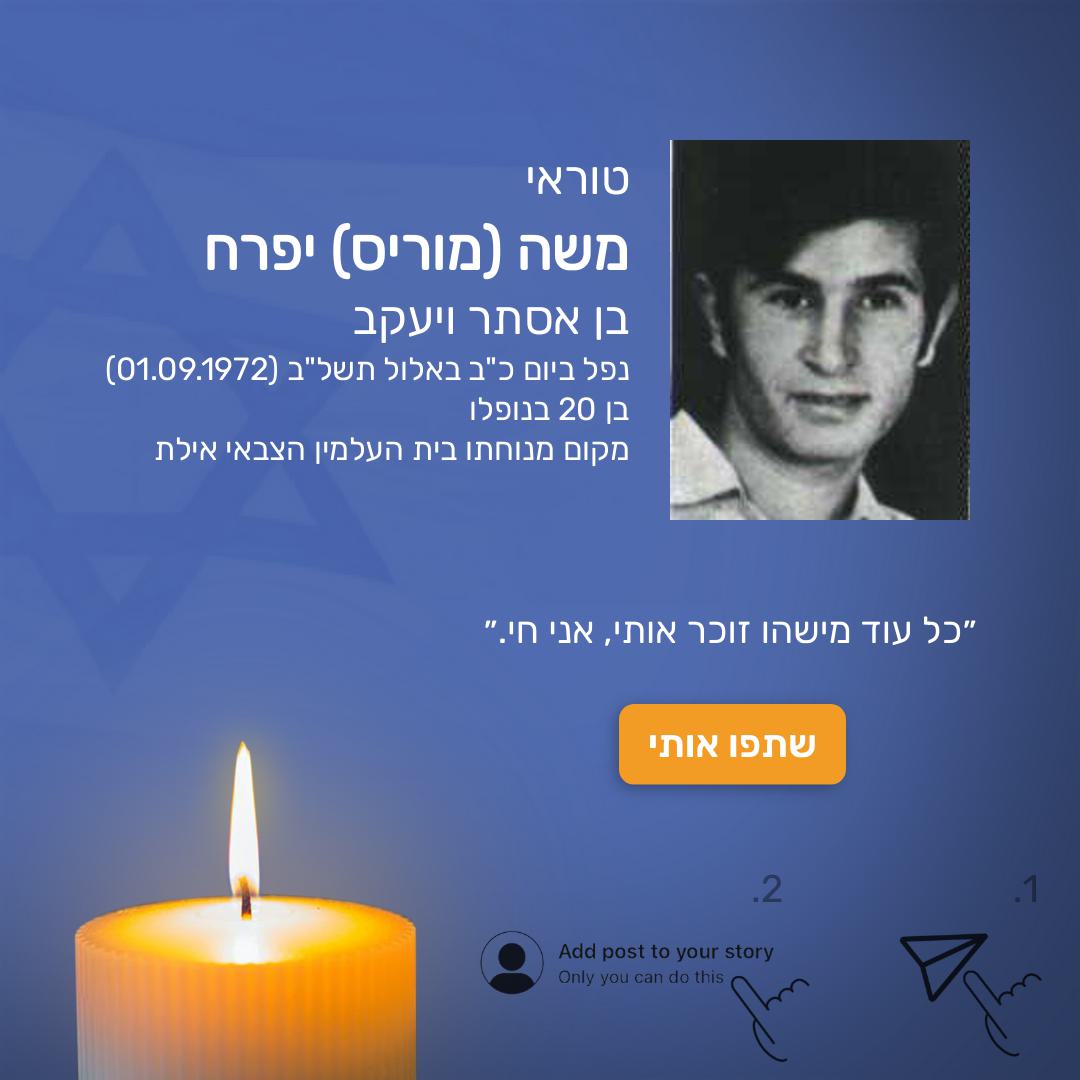 טוראי
משה (מוריס) יפרח
בן אסתר ויעקב
נפל ביום כ"ב באלול תשל"ב (01.09.1972)
בן 20 בנופלו
מקום מנוחתו בית העלמין הצבאי אילת
״כל עוד מישהו זוכר אותי, אני חי.״
שתפו אותי
.1
.2
Add post to your story
Only you can do this